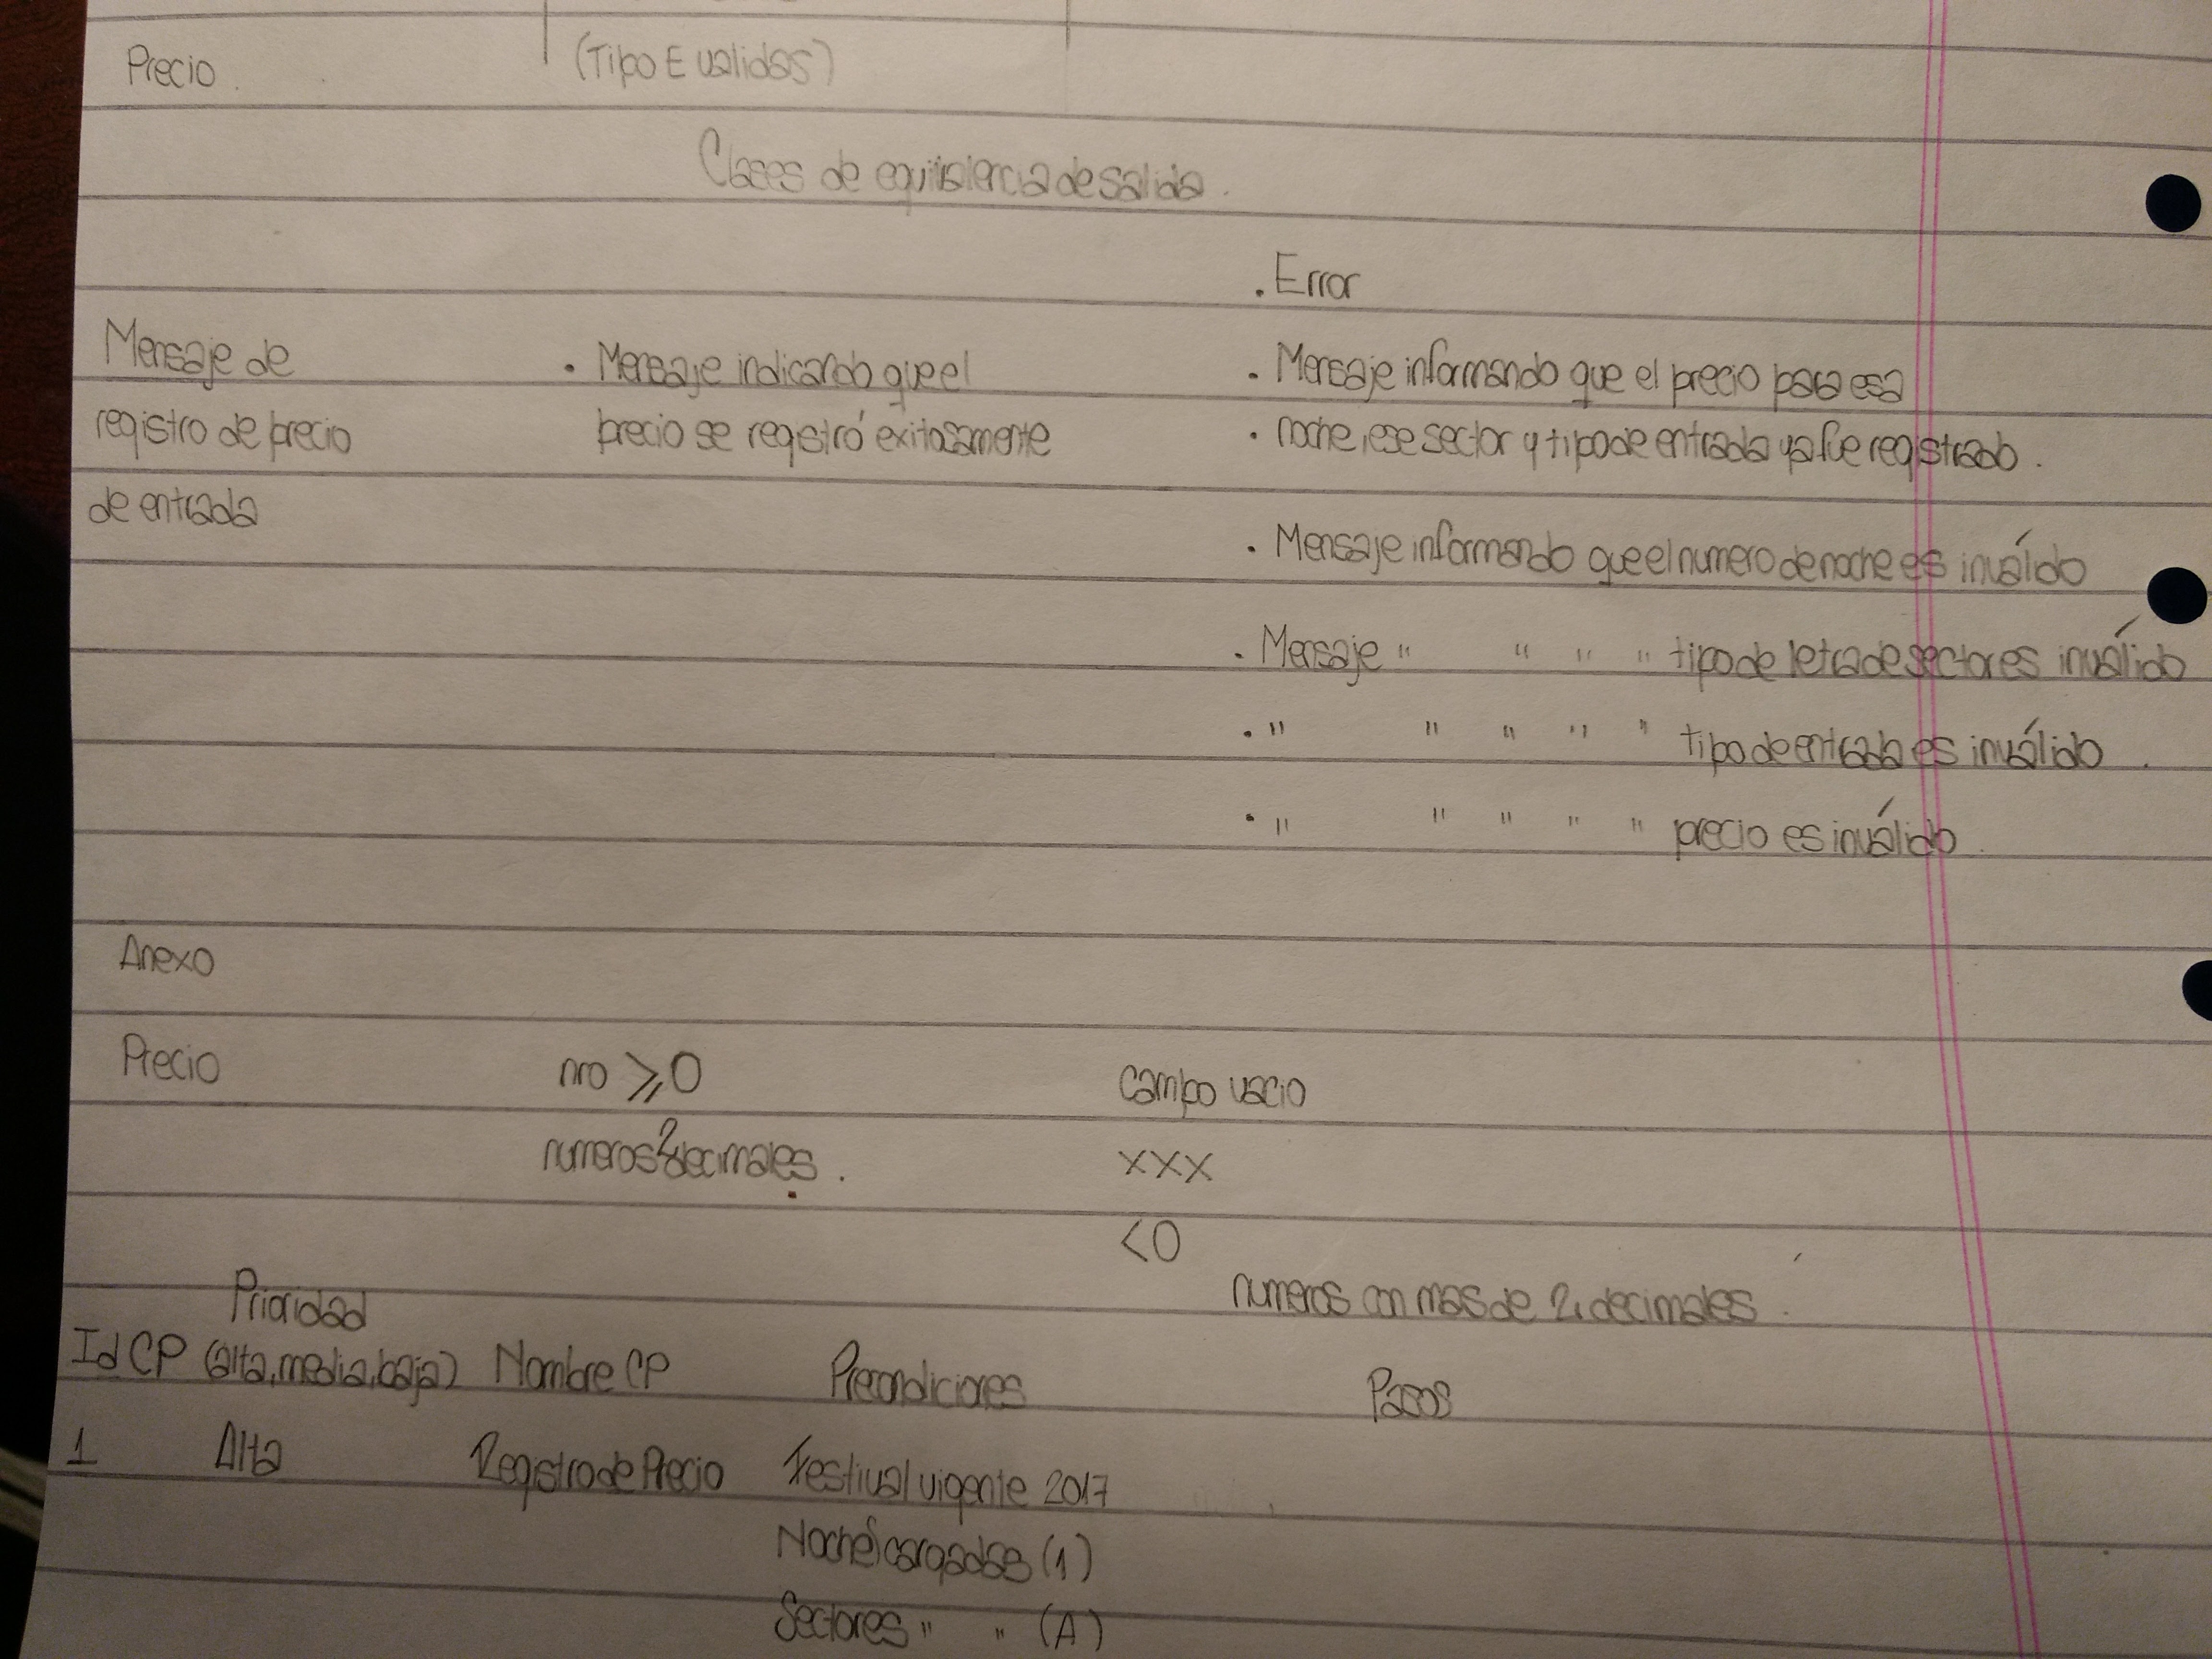 Precio. (Tipo E validas)
Clases de equivalencia de salida.
. Error
Mensaje de . Mensaje indicando que el . Mensaje informando que el precio para esa
registro de precio precio se registró exitosamente . noche, ese sector y tipo de entrada ya fue registrado.
de entrada
. Mensaje informando que el numero de noche es inválido
. Mensaje " " " " tipo de letra de sector es inválido
. " " " " " tipo de entrada es inválido.
. " " " " " precio es inválido.
Anexo
Precio nro ⩾ 0 campo vacio
numeros 2 decimales. xxx
<0
numeros con mas de 2 decimales.
Prioridad
Id CP (alta, media, baja) Nombre CP Precondiciones Pasos
1 Alta Registro de Precio Festival vigente 2017
Noches cargadas (1)
Sectores " " (A)